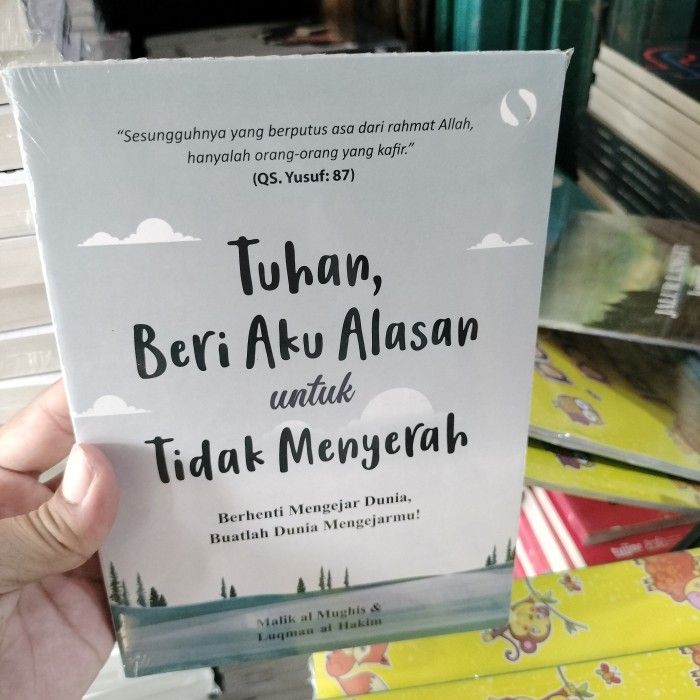 “Sesungguhnya yang berputus asa dari rahmat Allah,
hanyalah orang-orang yang kafir.”
(QS. Yusuf: 87)
Tuhan,
Beri Aku Alasan
untuk
Tidak Menyerah
Berhenti Mengejar Dunia,
Buatlah Dunia Mengejarmu!
Malik al Mughis &
Luqman al Hakim